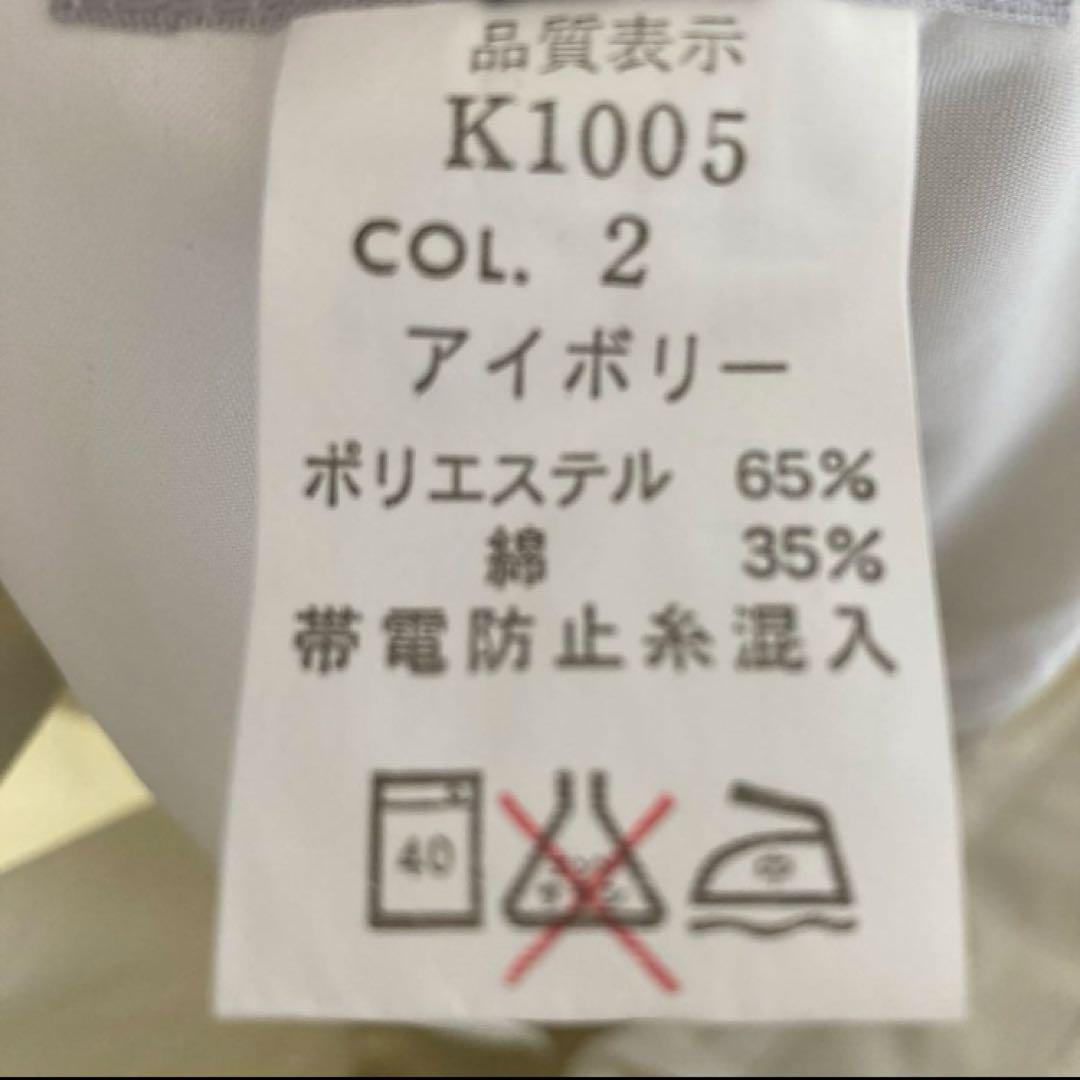 品質表示
K1005
COL. 2
アイボリー
ポリエステル 65%
綿 35%
帯電防止糸混入
40 中